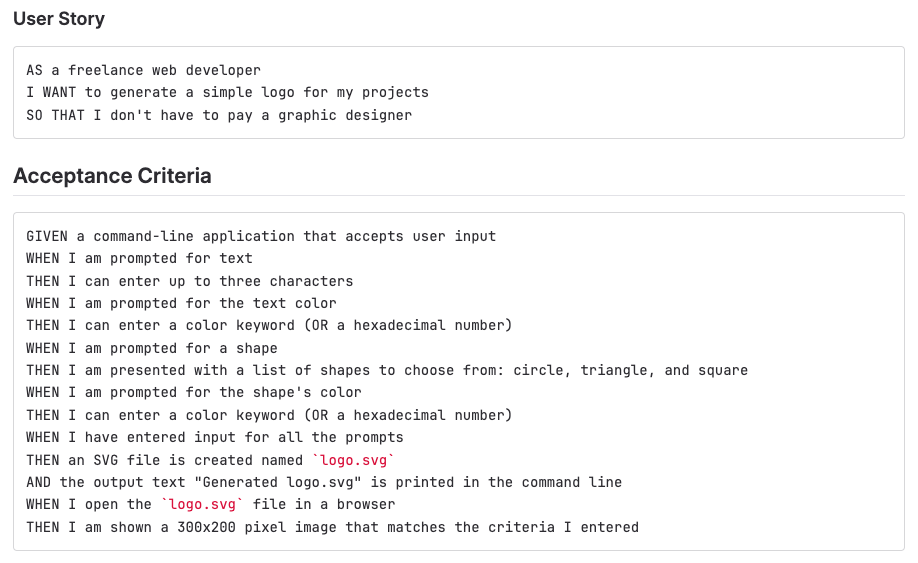 User Story
AS a freelance web developer
I WANT to generate a simple logo for my projects
SO THAT I don't have to pay a graphic designer
Acceptance Criteria
GIVEN a command-line application that accepts user input
WHEN I am prompted for text
THEN I can enter up to three characters
WHEN I am prompted for the text color
THEN I can enter a color keyword (OR a hexadecimal number)
WHEN I am prompted for a shape
THEN I am presented with a list of shapes to choose from: circle, triangle, and square
WHEN I am prompted for the shape's color
THEN I can enter a color keyword (OR a hexadecimal number)
WHEN I have entered input for all the prompts
THEN an SVG file is created named `logo.svg`
AND the output text "Generated logo.svg" is printed in the command line
WHEN I open the `logo.svg` file in a browser
THEN I am shown a 300x200 pixel image that matches the criteria I entered